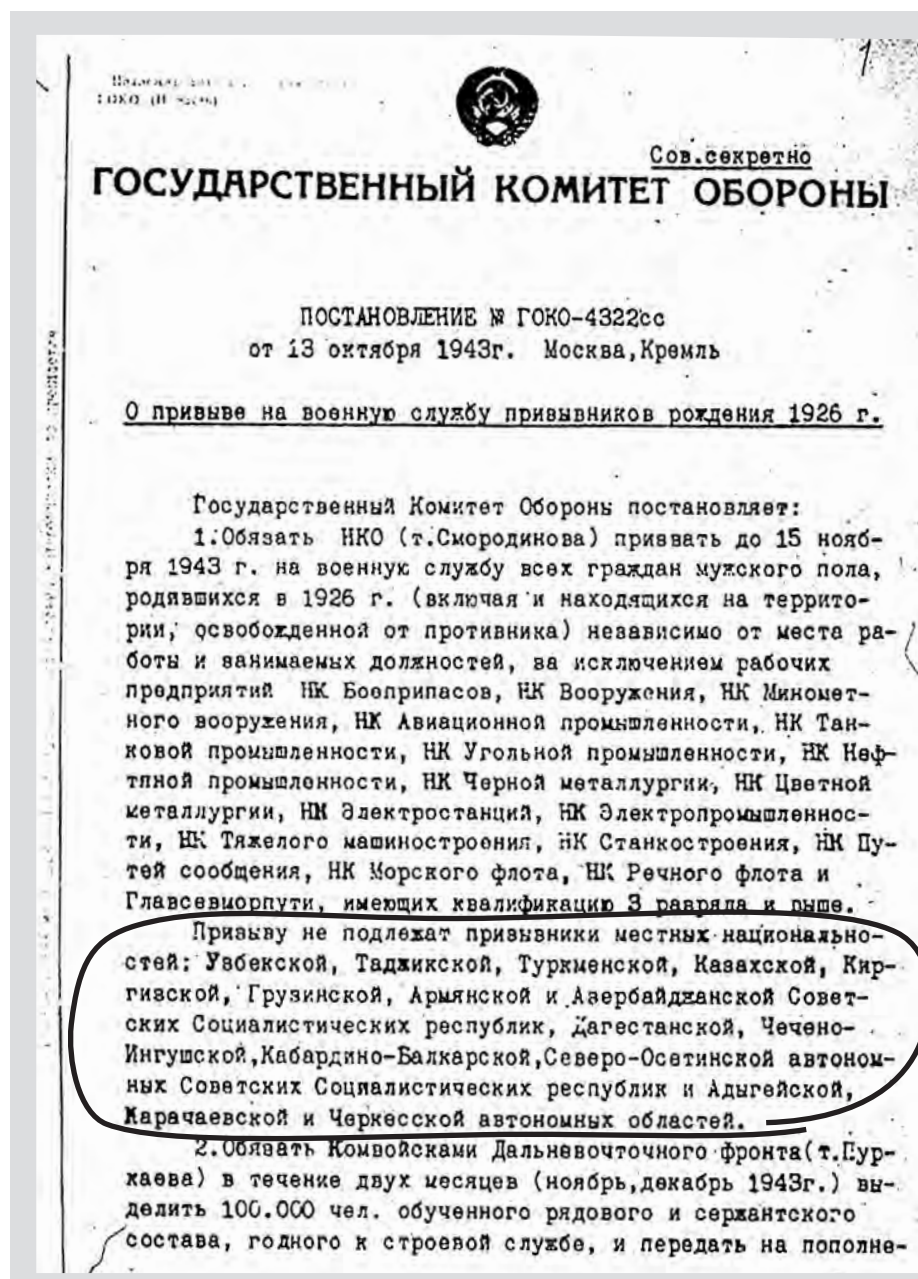 1
ГОКО
Сов.секретно
ГОСУДАРСТВЕННЫЙ КОМИТЕТ ОБОРОНЫ
ПОСТАНОВЛЕНИЕ № ГОКО-4322сс
от 13 октября 1943г. Москва,Кремль
О призыве на военную службу призывников рождения 1926 г.
Государственный Комитет Обороны постановляет:
1.Обязать НКО (т.Смородинова) призвать до 15 нояб-
ря 1943 г. на военную службу всех граждан мужского пола,
родившихся в 1926 г. (включая и находящихся на террито-
рии, освобожденной от противника) независимо от места ра-
боты и занимаемых должностей, за исключением рабочих
предприятий НК Боеприпасов, НК Вооружения, НК Миномет-
ного вооружения, НК Авиационной промышленности, НК Тан-
ковой промышленности, НК Угольной промышленности, НК Неф-
тяной промышленности, НК Черной металлургии, НК Цветной
металлургии, НК Электростанций, НК Электропромышленнос-
ти, НК Тяжелого машиностроения, НК Станкостроения, НК Пу-
тей сообщения, НК Морского флота, НК Речного флота и
Главсевморпути, имеющих квалификацию 3 разряда и выше.
Призыву не подлежат призывники местных национально-
стей: Узбекской, Таджикской, Туркменской, Казахской, Кир-
гизской, Грузинской, Армянской и Азербайджанской Совет-
ских Социалистических республик, Дагестанской, Чечено-
Ингушской,Кабардино-Балкарской,Северо-Осетинской автоном-
ных Советских Социалистических республик и Адыгейской,
Карачаевской и Черкесской автономных областей.
2.Обязать Комвойсками Дальневочточного фронта(т.Пур-
каева) в течение двух месяцев (ноябрь,декабрь 1943г.) вы-
делить 100.000 чел. обученного рядового и сержантского
состава, годного к строевой службе, и передать на пополне-